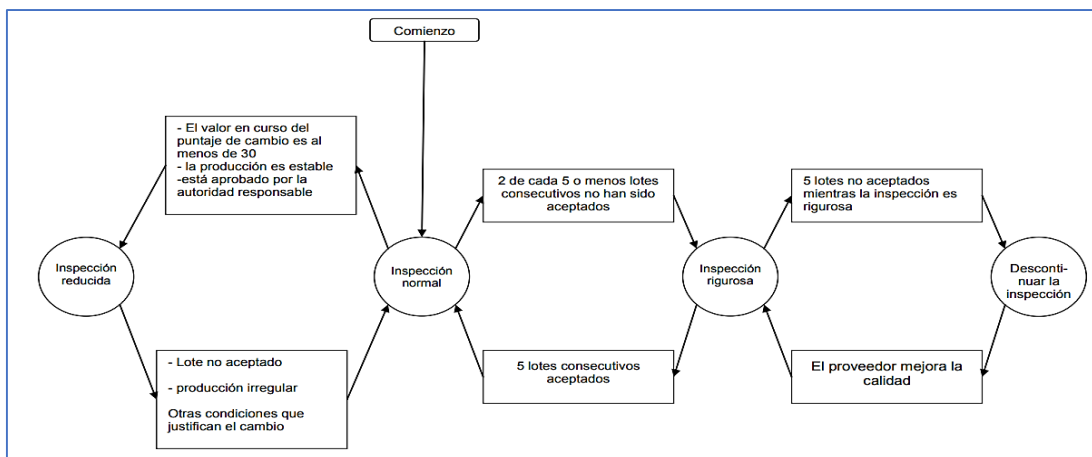 Comienzo
- El valor en curso del
puntaje de cambio es al
menos de 30
- la producción es estable
-está aprobado por la
autoridad responsable
2 de cada 5 o menos lotes
consecutivos no han sido
aceptados
5 lotes no aceptados
mientras la inspección es
rigurosa
Inspección
reducida
Inspección
normal
Inspección
rigurosa
Desconti-
nuar la
inspección
- Lote no aceptado
- producción irregular
Otras condiciones que
justifican el cambio
5 lotes consecutivos
aceptados
El proveedor mejora la
calidad